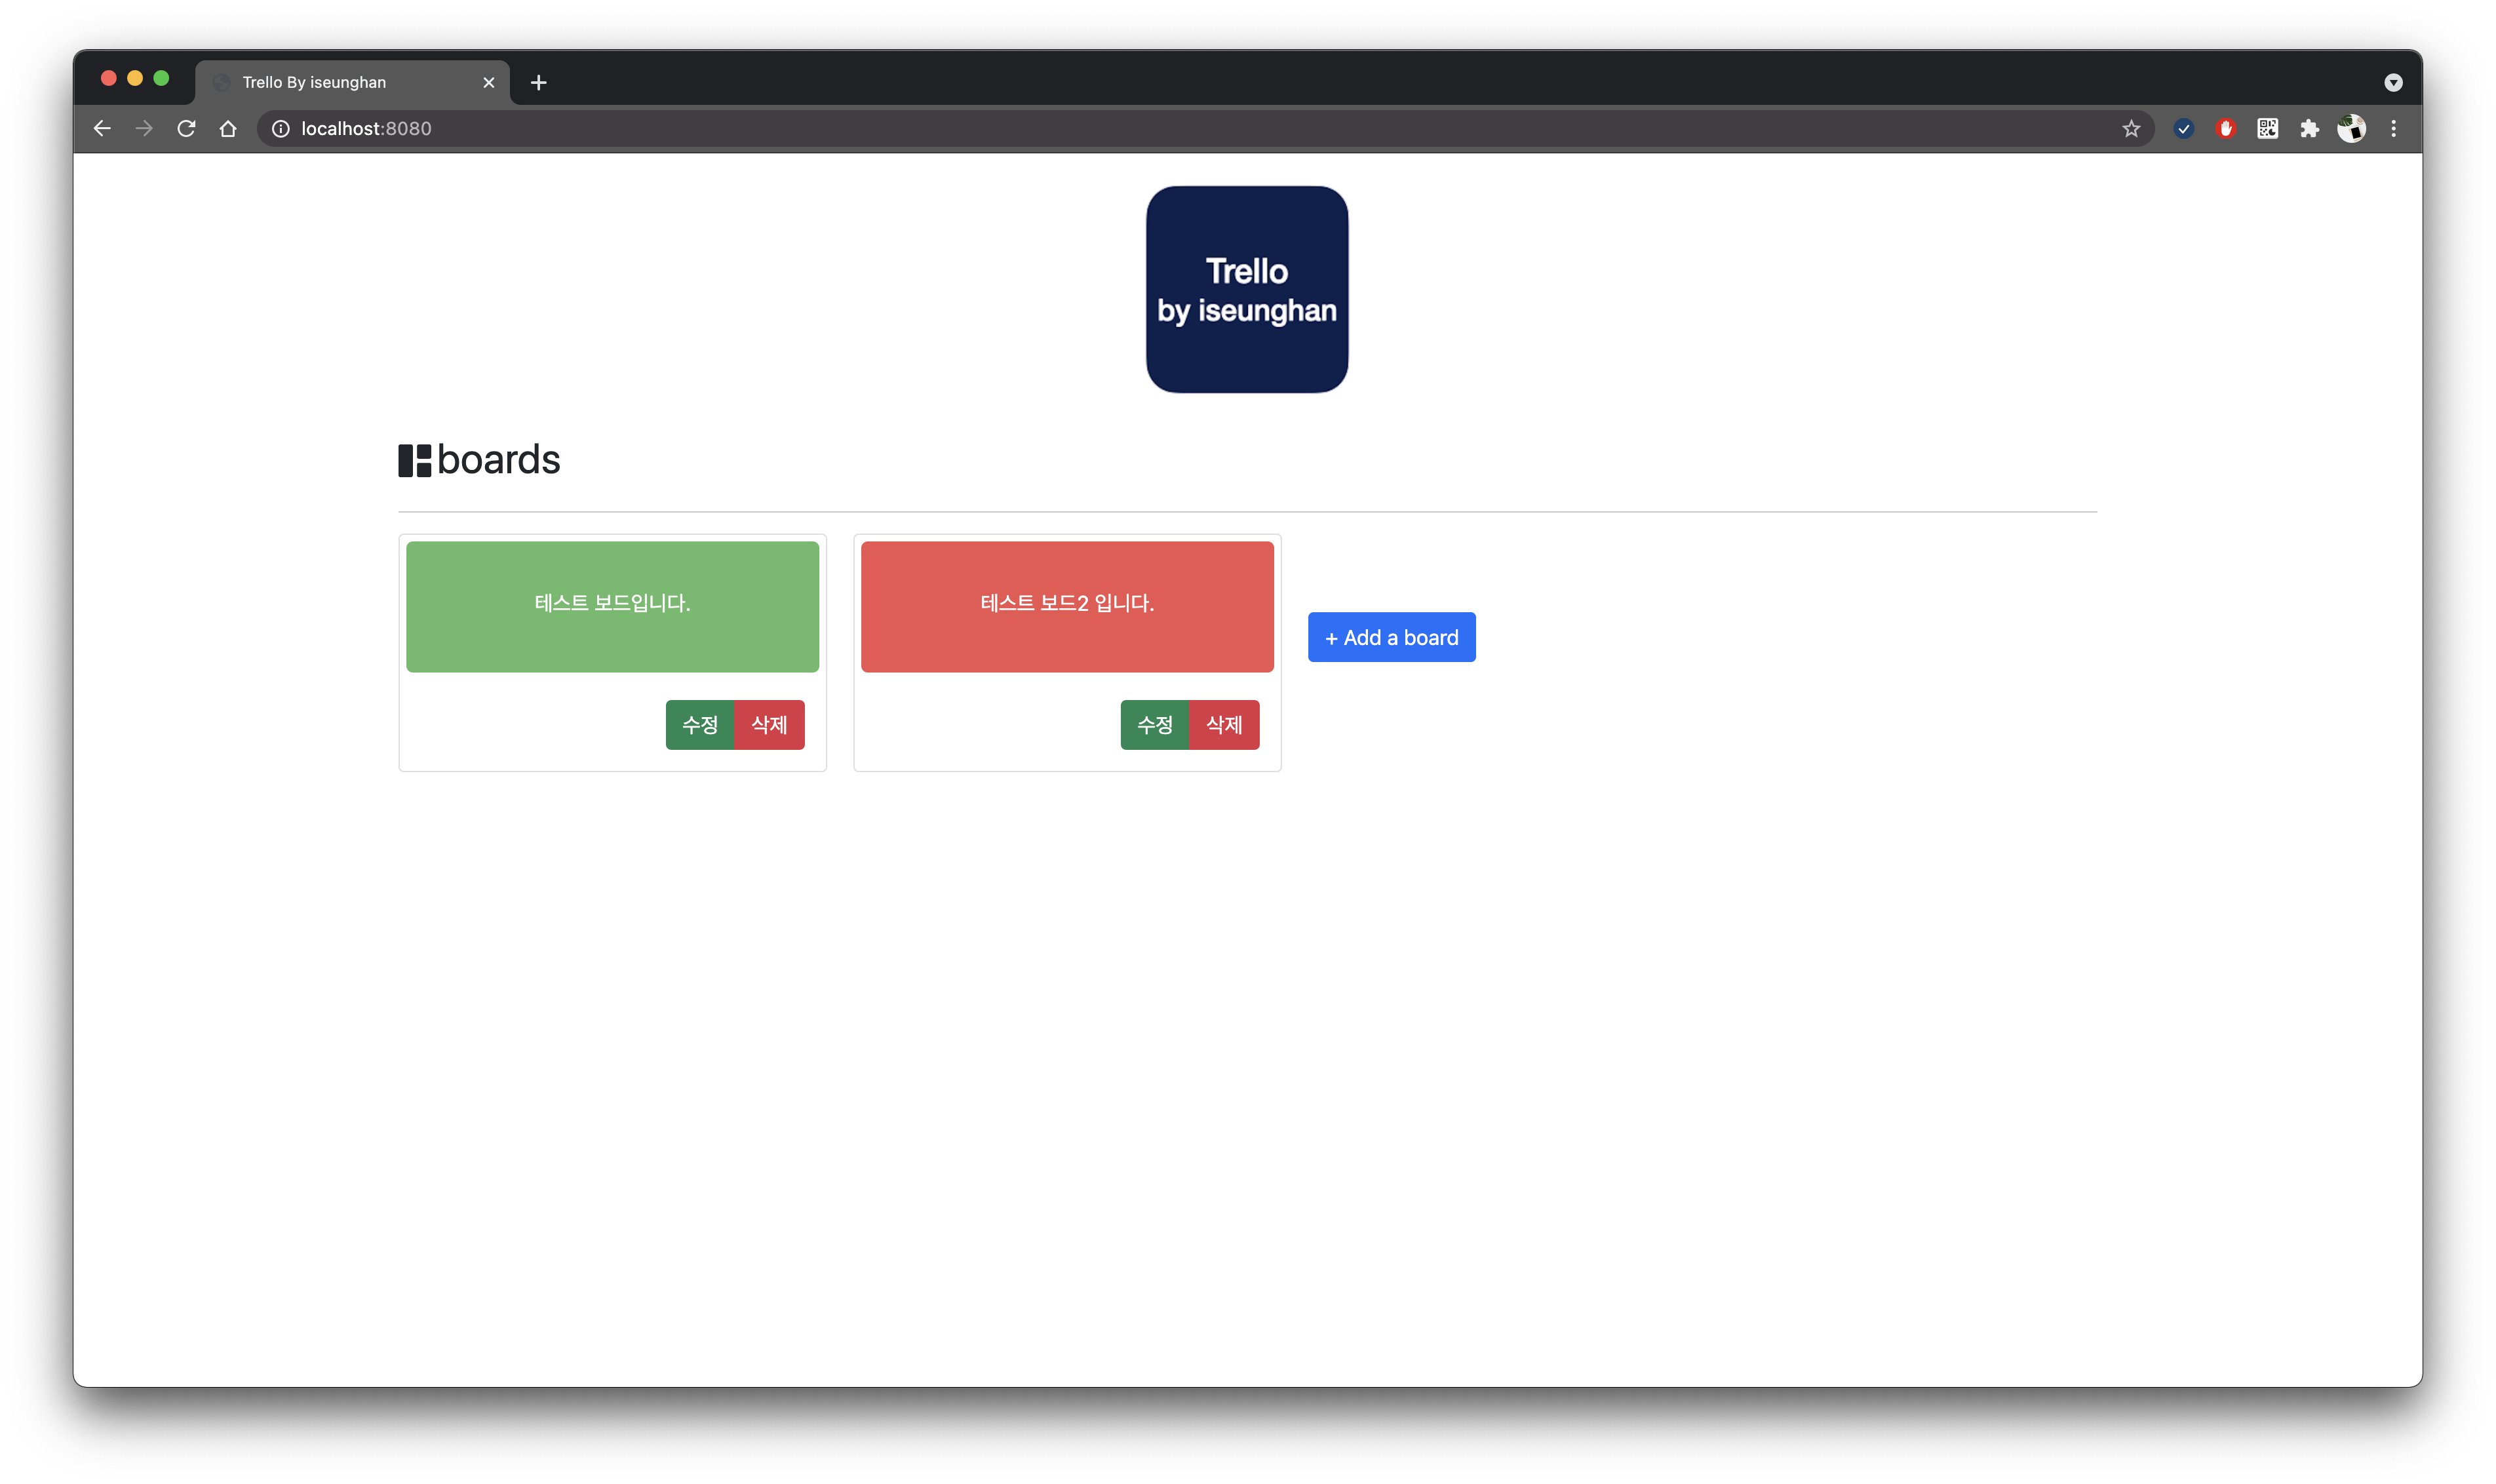 Trello By iseunghan
localhost:8080
Trello
by iseunghan
boards
테스트 보드입니다.
테스트 보드2 입니다.
+ Add a board
수정 삭제
수정 삭제